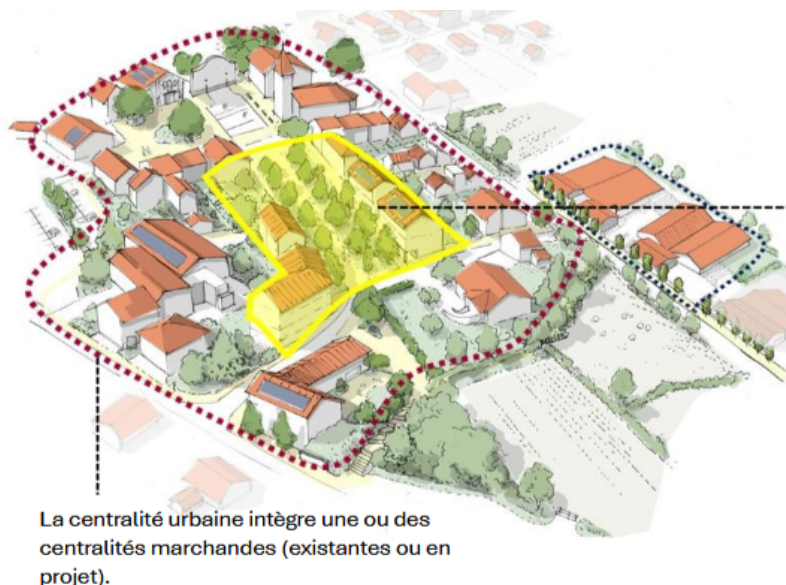 La centralité urbaine intègre une ou des
centralités marchandes (existantes ou en
projet).